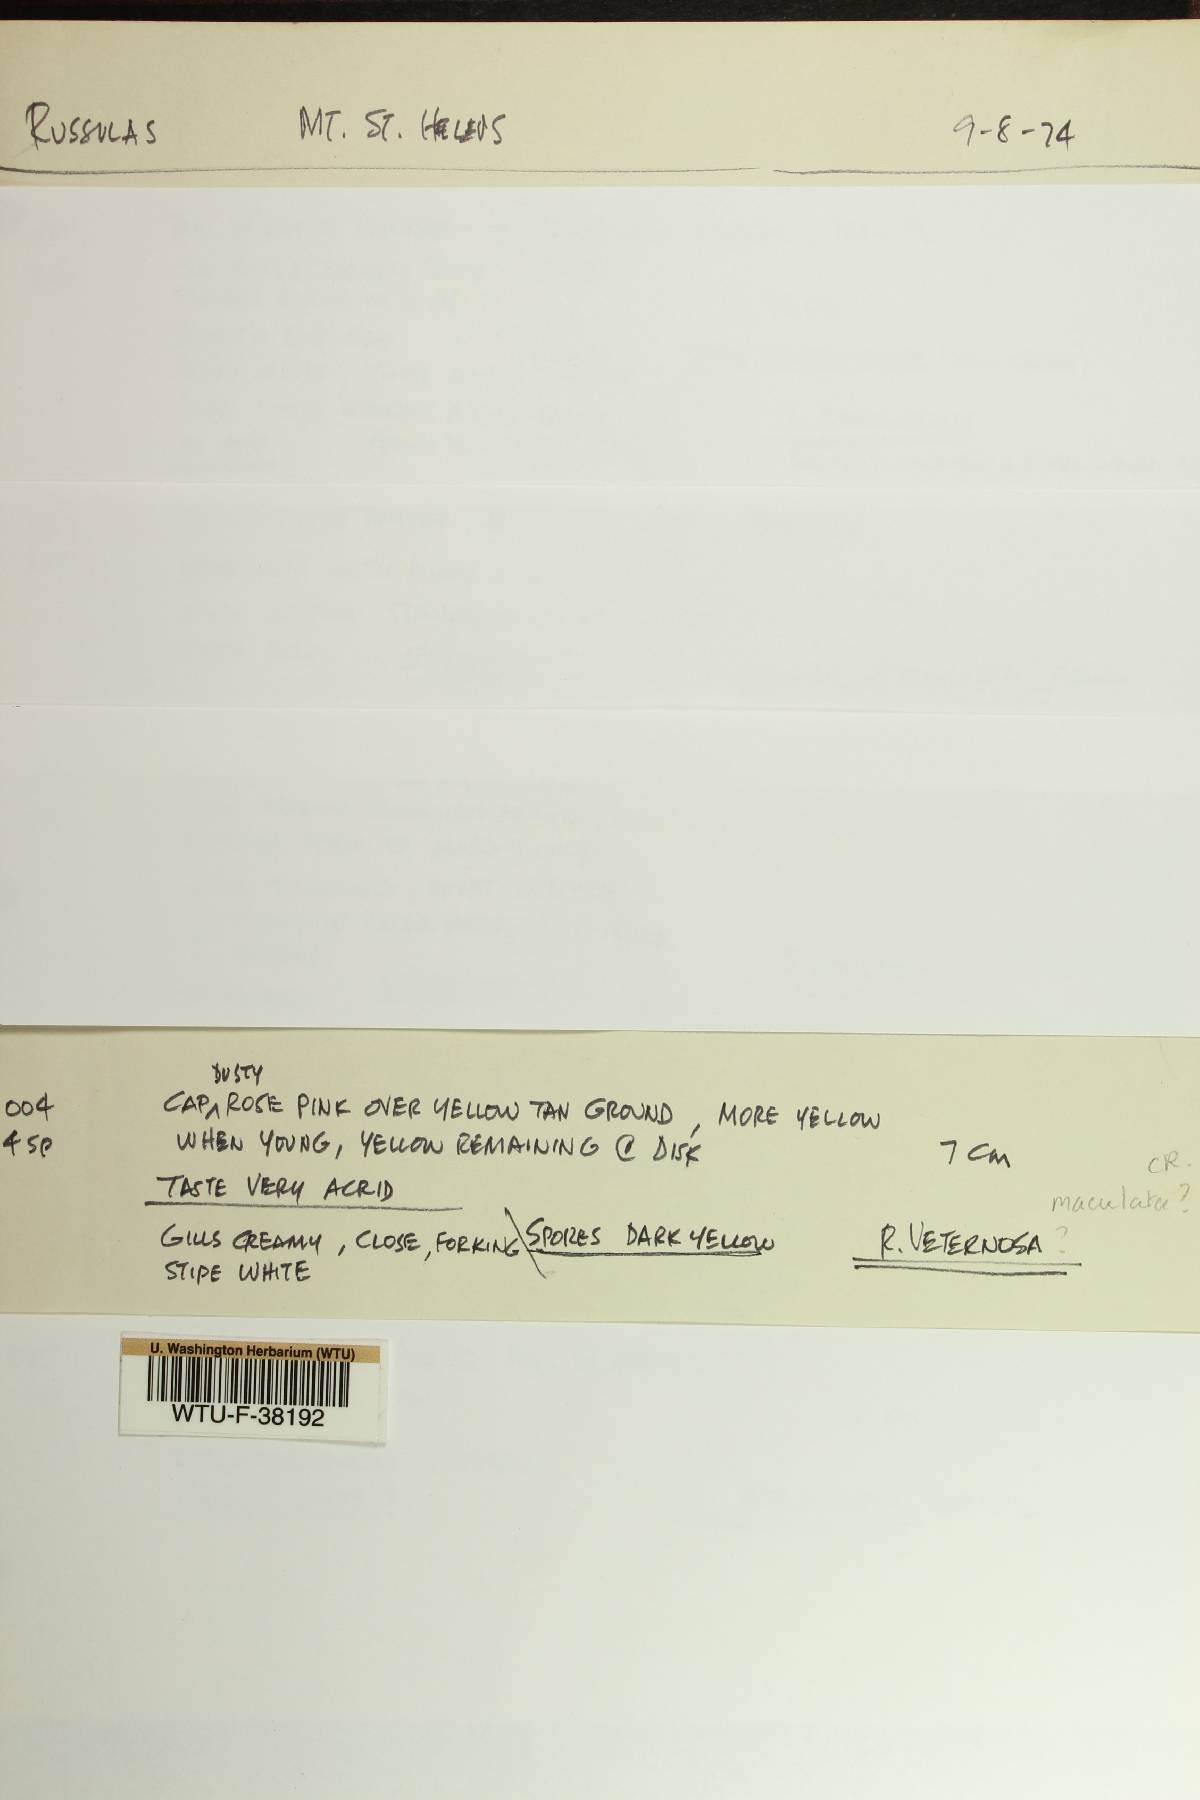 RUSSULAS MT. ST. HELENS 9-8-74
DUSTY
004 CAP ^ ROSE PINK OVER YELLOW TAN GROUND, MORE YELLOW
4 SP WHEN YOUNG, YELLOW REMAINING @ DISK 7 CM
CR.
TASTE VERY ACRID maculata?
GILLS CREAMY, CLOSE, FORKING \ SPORES DARK YELLOW R. VETERNOSA ?
STIPE WHITE
U. Washington Herbarium (WTU)
WTU-F-38192